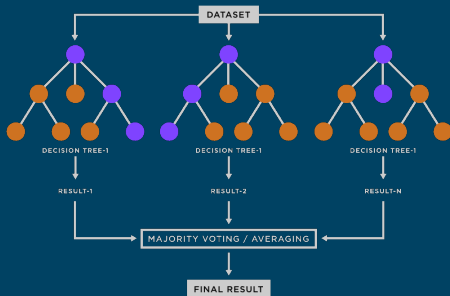 DATASET
DECISION TREE-1 DECISION TREE-1 DECISION TREE-1
RESULT-1 RESULT-2 RESULT-N
MAJORITY VOTING / AVERAGING
FINAL RESULT